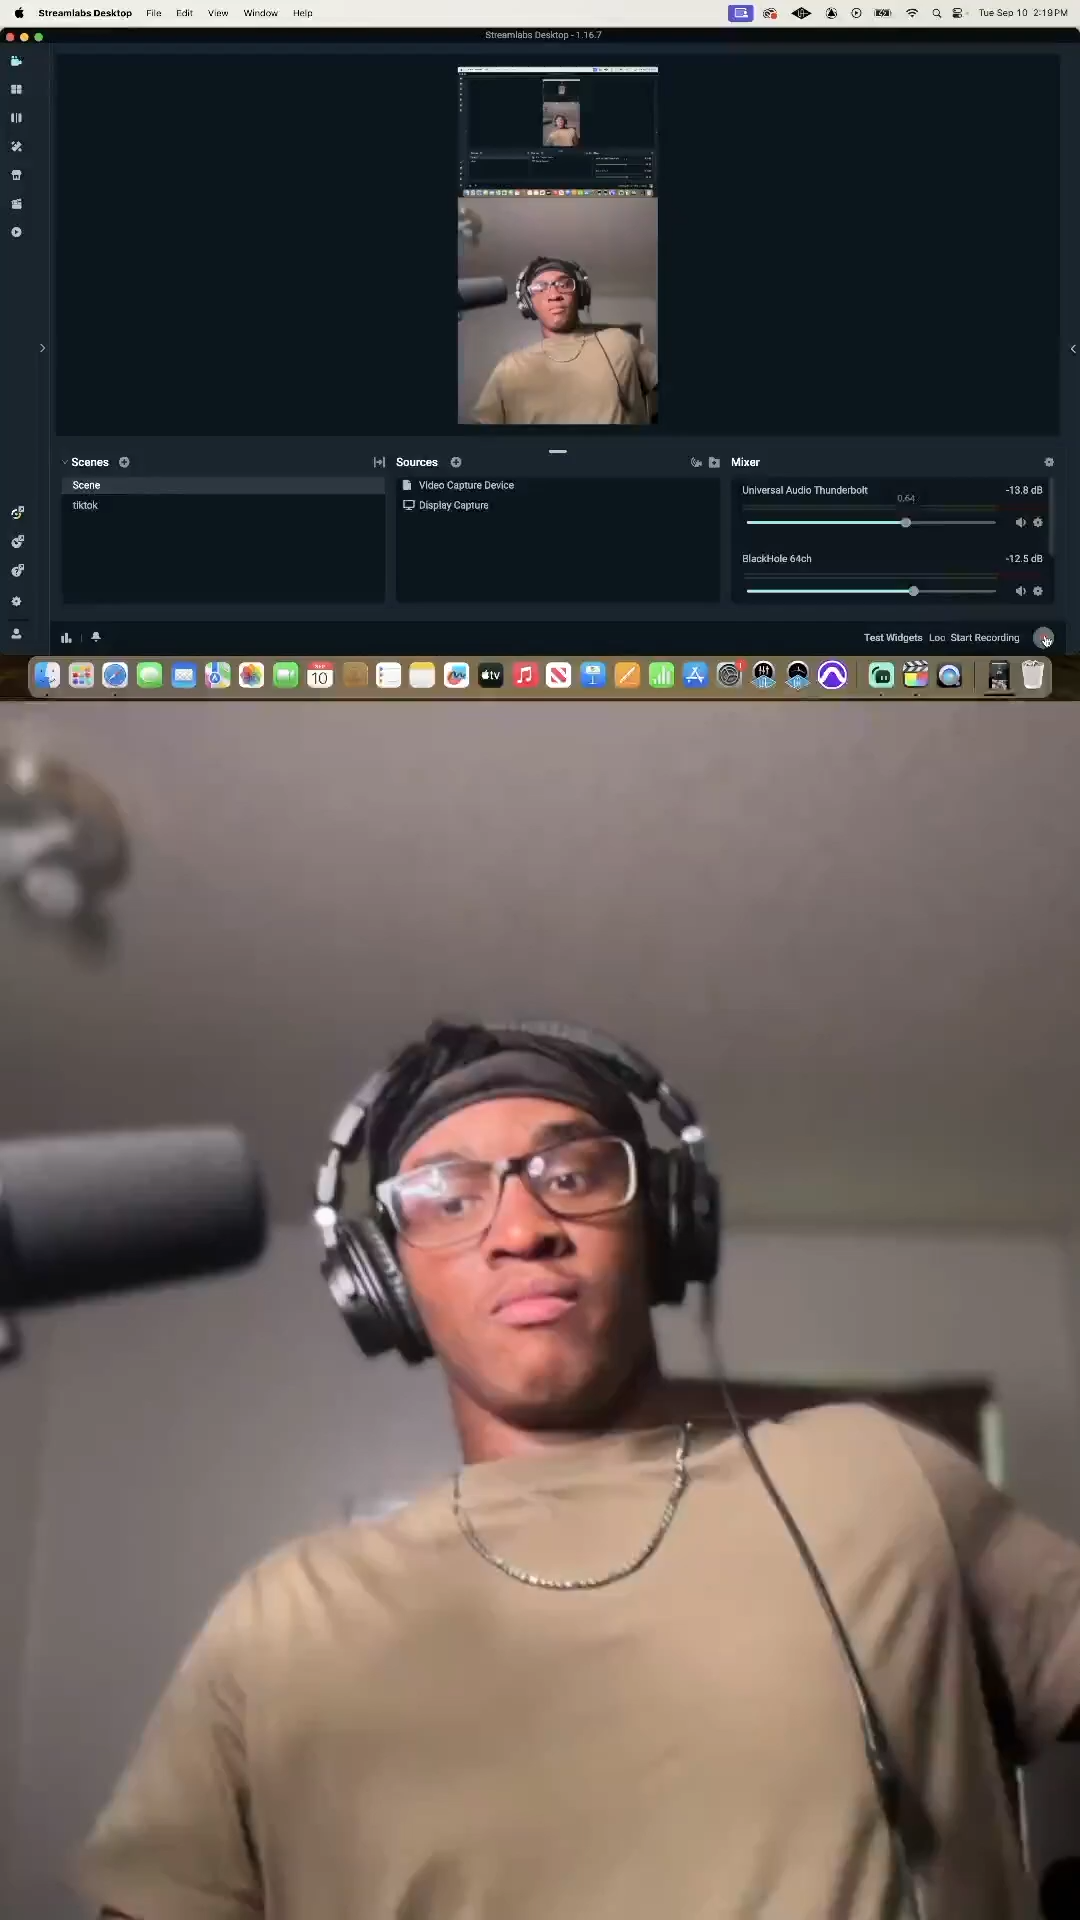 Streamlabs Desktop File Edit View Window Help Tue Sep 10 2:19 PM
Streamlabs Desktop - 1.16.7
Scenes Sources Mixer
Scene
tiktok
Video Capture Device
Display Capture
Universal Audio Thunderbolt -13.8 dB
0.64
BlackHole 64ch -12.5 dB
Test Widgets Loc Start Recording
SEP
10
tv